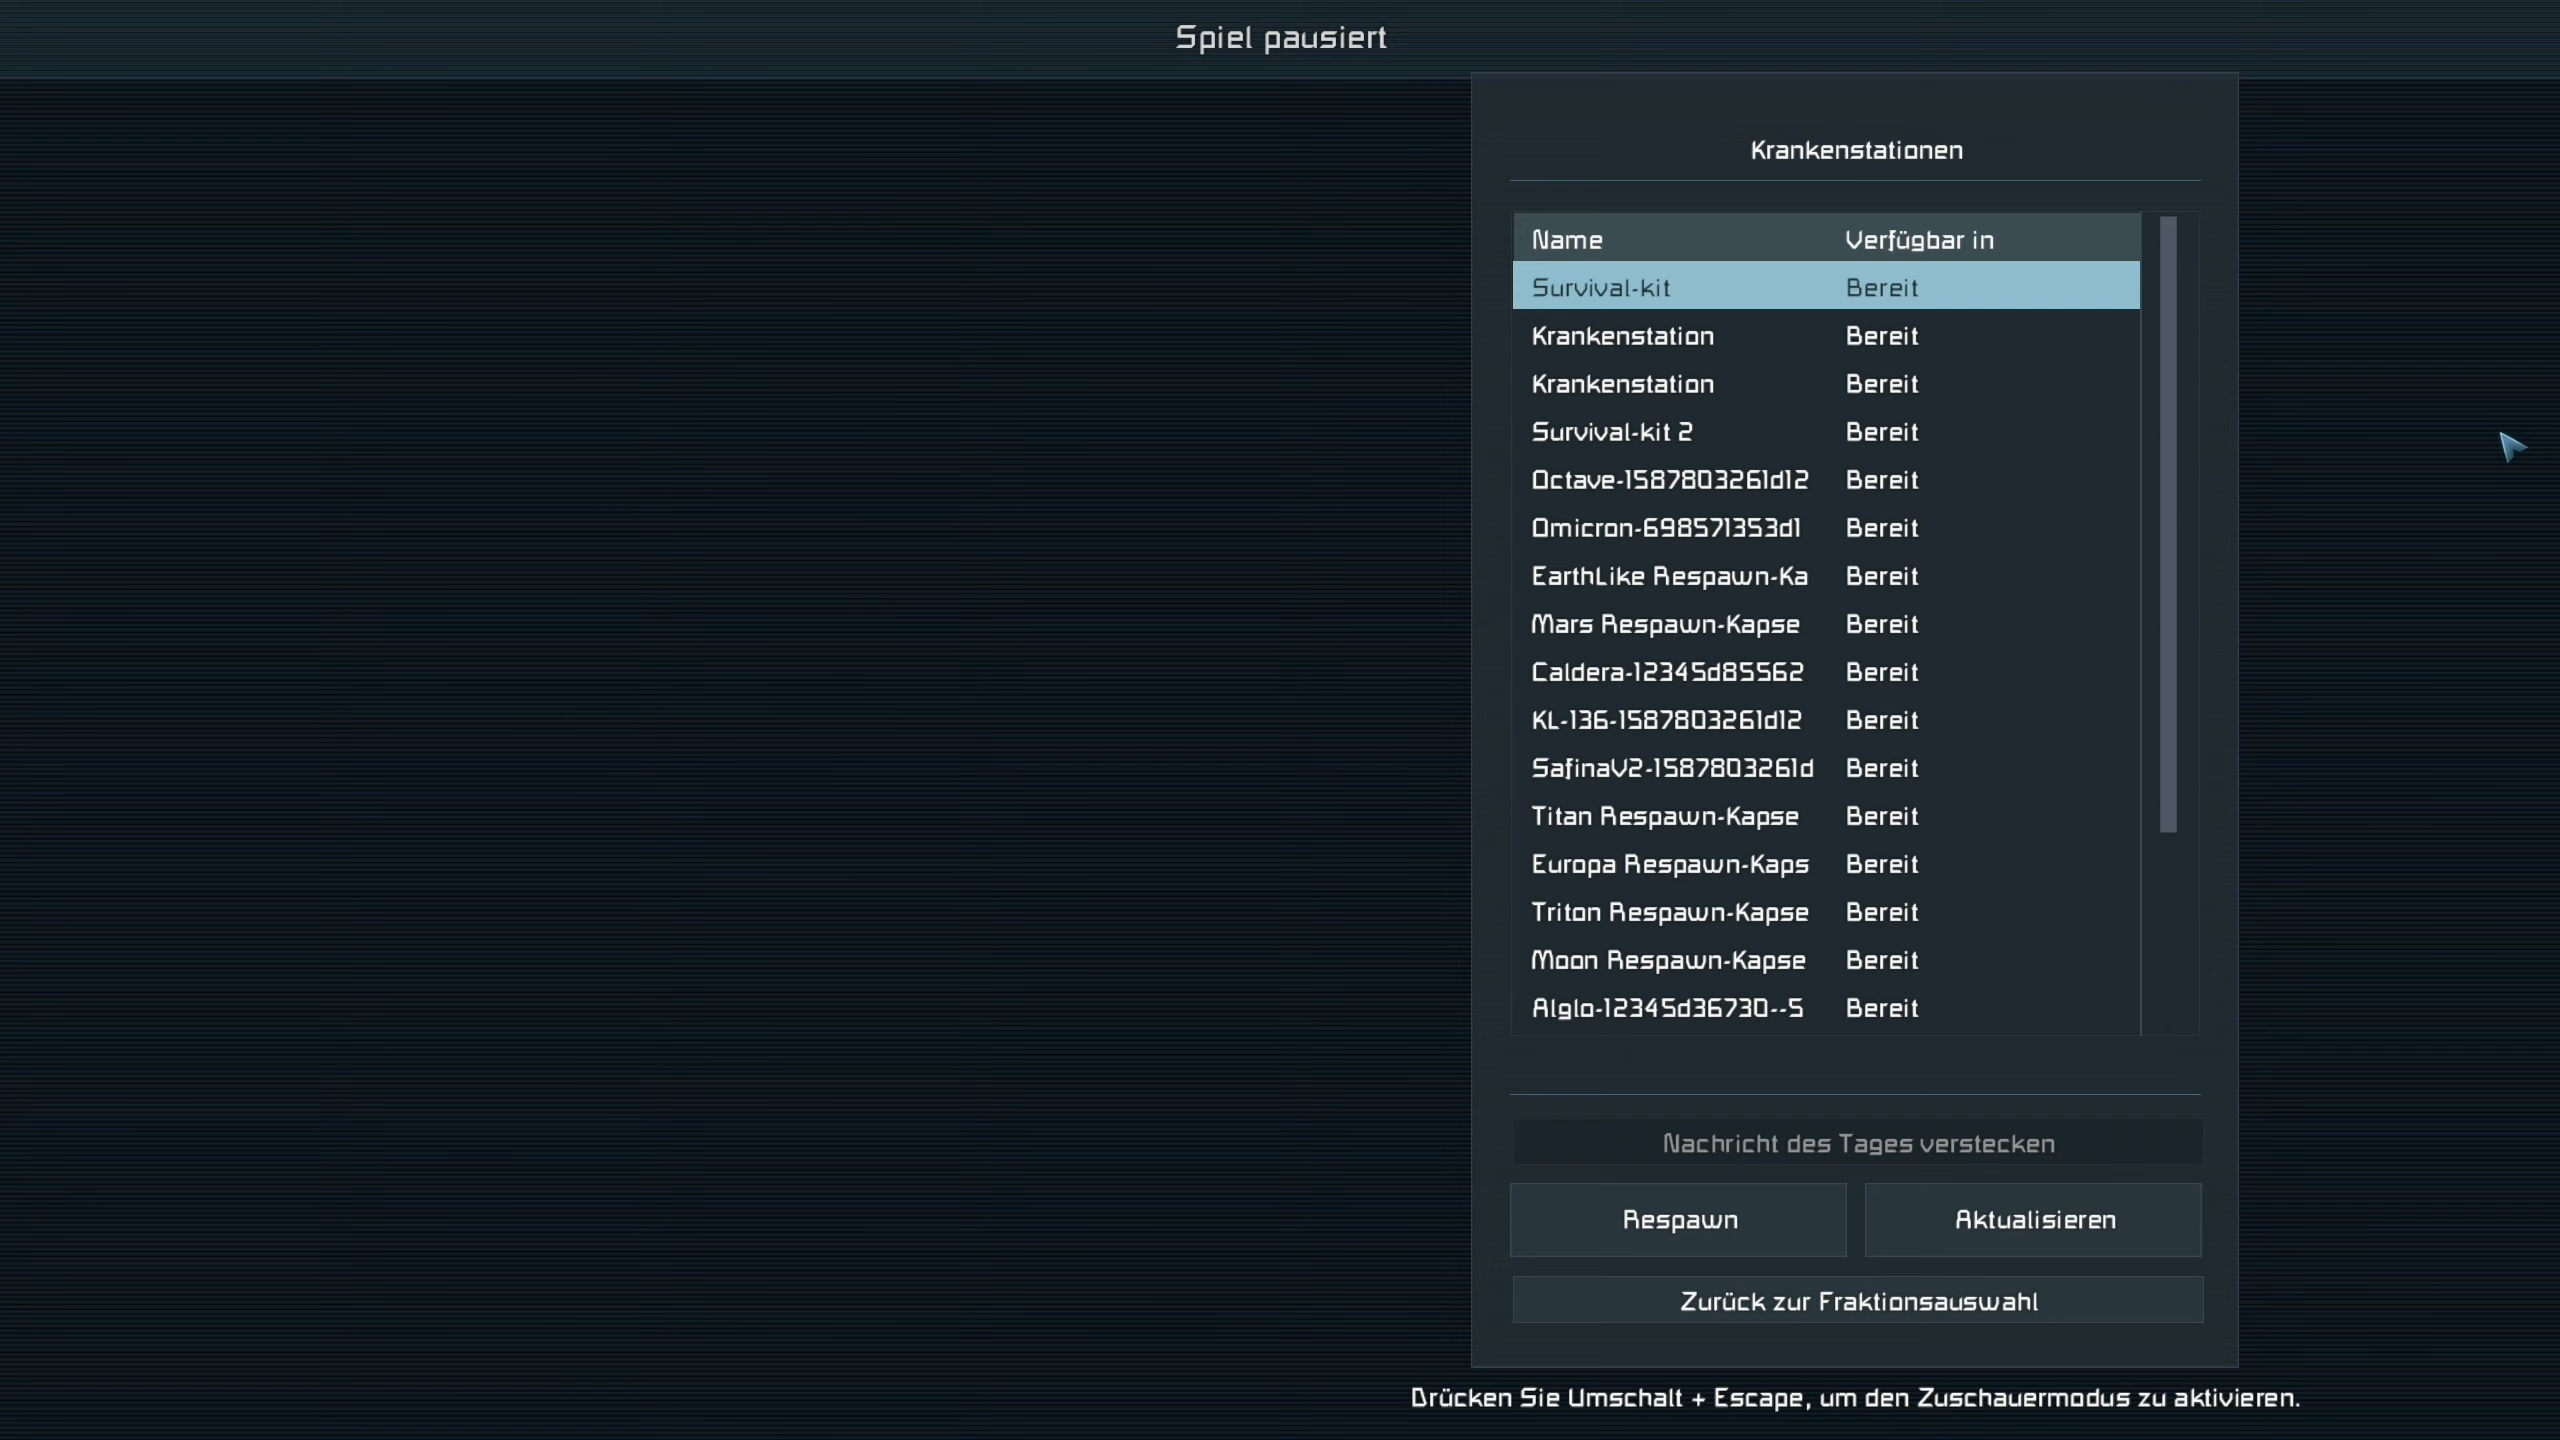 Spiel pausiert
Krankenstationen
Name Verfügbar in
Survival-kit Bereit
Krankenstation Bereit
Krankenstation Bereit
Survival-kit 2 Bereit
Octave-1587803261d12 Bereit
Omicron-698571353d1 Bereit
EarthLike Respawn-Ka Bereit
Mars Respawn-Kapse Bereit
Caldera-12345d85562 Bereit
KL-136-1587803261d12 Bereit
SafinaV2-1587803261d Bereit
Titan Respawn-Kapse Bereit
Europa Respawn-Kaps Bereit
Triton Respawn-Kapse Bereit
Moon Respawn-Kapse Bereit
Alglo-12345d36730--5 Bereit
Nachricht des Tages verstecken
Respawn Aktualisieren
Zurück zur Fraktionsauswahl
Drücken Sie Umschalt + Escape, um den Zuschauermodus zu aktivieren.